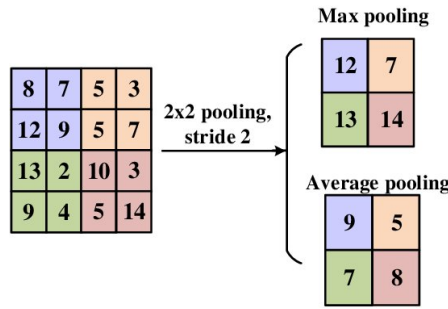 Max pooling
12 7
13 14
8 7 5 3
12 9 5 7
13 2 10 3
9 4 5 14
2x2 pooling,
stride 2
Average pooling
9 5
7 8